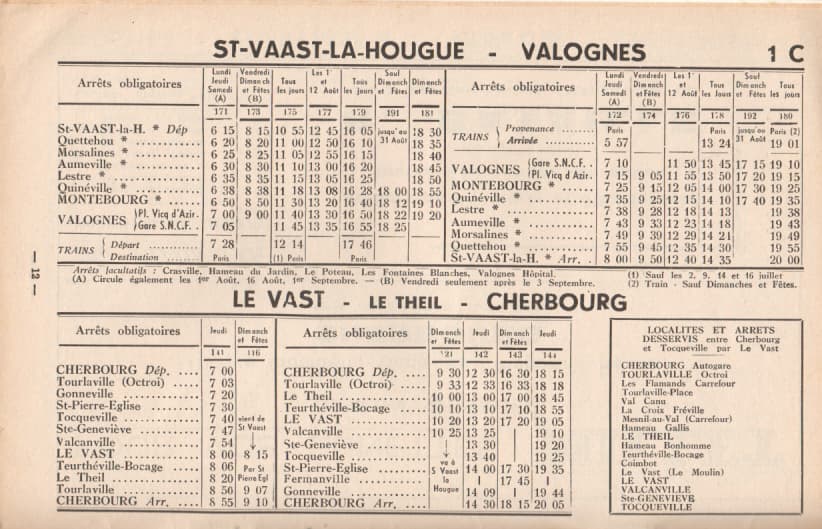 ST-VAAST-LA-HOUGUE - VALOGNES 1 C
Arrêts obligatoires | Lundi Jeudi Samedi (A) | Vendredi Dimanch et Fêtes (B) | Tous les jours | Les 1er et 12 Août | Tous les jours | Sauf Dimanch et Fêtes | Dimanch et Fêtes
171 173 175 177 179 191 181
St-VAAST-la-H. * Dép 6 15 8 15 10 55 12 45 16 05 jusqu'au 31 Août 18 30
Quettehou * 6 20 8 20 11 00 12 50 16 10 18 35
Morsalines * 6 25 8 25 11 05 12 55 16 15 18 40
Aumeville * 6 30 8 30 11 10 13 00 16 20 18 45
Lestre * 6 35 8 35 11 15 13 05 16 25 18 50
Quinéville * 6 38 8 38 11 18 13 08 16 28 18 00 18 55
MONTEBOURG * 6 50 8 50 11 30 13 20 16 40 18 12 19 10
VALOGNES Pl. Vicq d'Azir. 7 00 9 00 11 40 13 30 16 50 18 22 19 20
Gare S.N.C.F. 7 05 11 45 13 35 16 55 18 25
TRAINS Départ 7 28 12 14 17 46
Destination Paris (1) Paris Paris
Arrêts obligatoires | Lundi Jeudi Samedi (A) | Vendredi Dimanch et Fêtes (B) | Les 1er et 12 Août | Tous les jours | Sauf Dimanch et Fêtes | Tous les jours
172 174 176 178 192 180
TRAINS Provenance Paris Paris jusqu'au 31 Août Paris (2)
Arrivée 5 57 13 24 19 01
VALOGNES Gare S.N.C.F. 7 10 11 50 13 45 17 15 19 10
Pl. Vicq d'Azir 7 15 9 05 11 55 13 50 17 20 19 15
MONTEBOURG * 7 25 9 15 12 05 14 00 17 30 19 25
Quinéville * 7 35 9 25 12 15 14 10 17 40 19 35
Lestre * 7 38 9 28 12 18 14 13 19 38
Aumeville * 7 43 9 33 12 23 14 18 19 43
Morsalines * 7 49 9 39 12 29 14 21 19 49
Quettehou * 7 55 9 45 12 35 14 30 19 55
St-VAAST-la-H. * Arr. 8 00 9 50 12 40 14 35 20 00
Arrêts facultatifs : Crasville, Hameau du Jardin, Le Poteau, Les Fontaines Blanches, Valognes Hôpital.
(A) Circule également les 1er Août, 16 Août, 1er Septembre. — (B) Vendredi seulement après le 3 Septembre.
(1) Sauf les 2, 9, 14 et 16 juillet
(2) Train - Sauf Dimanches et Fêtes.
— 12 —
LE VAST - LE THEIL - CHERBOURG
Arrêts obligatoires | Jeudi | Dimanch et Fêtes
141 146
CHERBOURG Dép. 7 00
Tourlaville (Octroi) 7 03
Gonneville 7 20
St-Pierre-Eglise 7 30
Tocqueville 7 40 vient de
Ste-Geneviève 7 47 St Vaast
Valcanville 7 54
LE VAST 8 00 8 15
Teurthéville-Bocage 8 06 Par St
Le Theil 8 20 Pierre Egl
Tourlaville 8 50 9 07
CHERBOURG Arr. 8 55 9 10
Arrêts obligatoires | Dimanch et Fêtes | Jeudi | Dimanch et Fêtes | Jeudi
121 142 143 144
CHERBOURG Dép. 9 30 12 30 16 30 18 15
Tourlaville (Octroi) 9 33 12 33 16 33 18 18
Le Theil 10 00 13 00 17 00 18 45
Teurthéville-Bocage 10 10 13 10 17 10 18 55
LE VAST 10 20 13 20 17 20 19 05
Valcanville 10 25 13 25 19 10
Ste-Geneviève 13 30 19 20
Tocqueville va à 13 40 19 25
St-Pierre-Eglise S Vaast 14 00 17 30 19 35
Fermanville la 17 45
Gonneville Hougue 14 09 19 44
CHERBOURG Arr. 14 30 18 15 20 05
LOCALITES ET ARRETS
DESSERVIS entre Cherbourg
et Tocqueville par Le Vast
CHERBOURG Autogare
TOURLAVILLE Octroi
Les Flamands Carrefour
Tourlaville-Place
Val Canu
La Croix Fréville
Mesnil-au-Val (Carrefour)
Hameau Gallis
LE THEIL
Hameau Bonhomme
Teurthéville-Bocage
Coimbot
Le Vast (Le Moulin)
LE VAST
VALCANVILLE
Ste-GENEVIEVE
TOCQUEVILLE